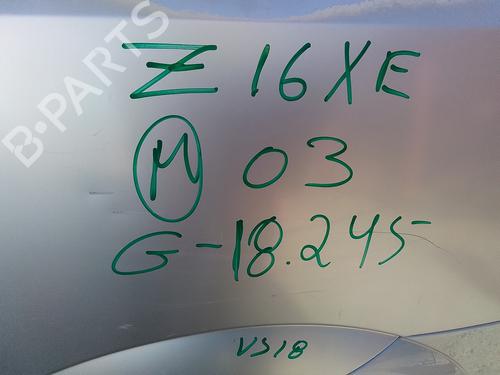 Z16XE
M 03
G-18.245
VS18
B-PARTS